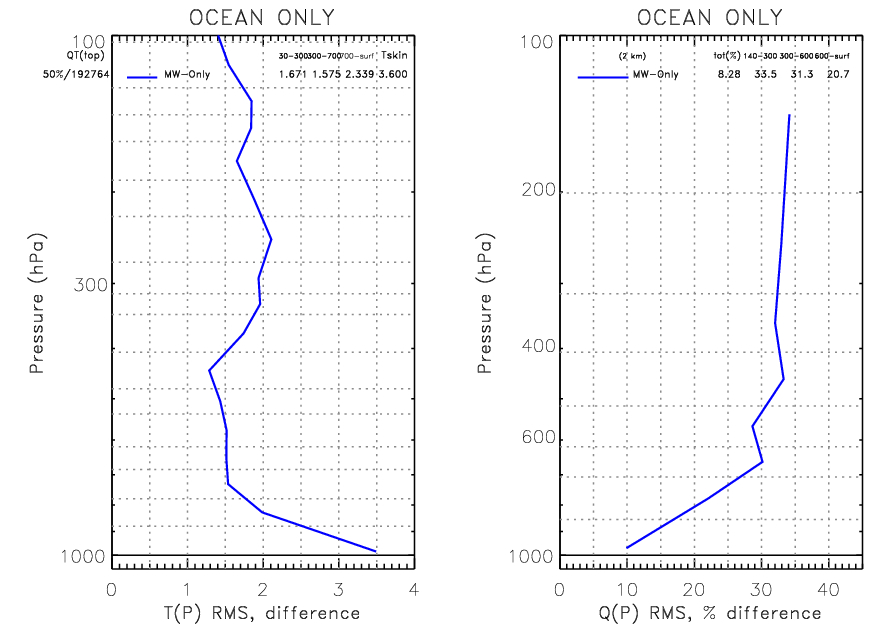 OCEAN ONLY
QT(top) 30-300 300-700 700-surf Tskin
50%/192764 MW-Only 1.671 1.575 2.339 3.600
100
300
1000
0 1 2 3 4
Pressure (hPa)
T(P) RMS, difference
OCEAN ONLY
(2 km) tot(%) 140-300 300-600 600-surf
MW-Only 8.28 33.5 31.3 20.7
100
200
400
600
1000
0 10 20 30 40
Pressure (hPa)
Q(P) RMS, % difference